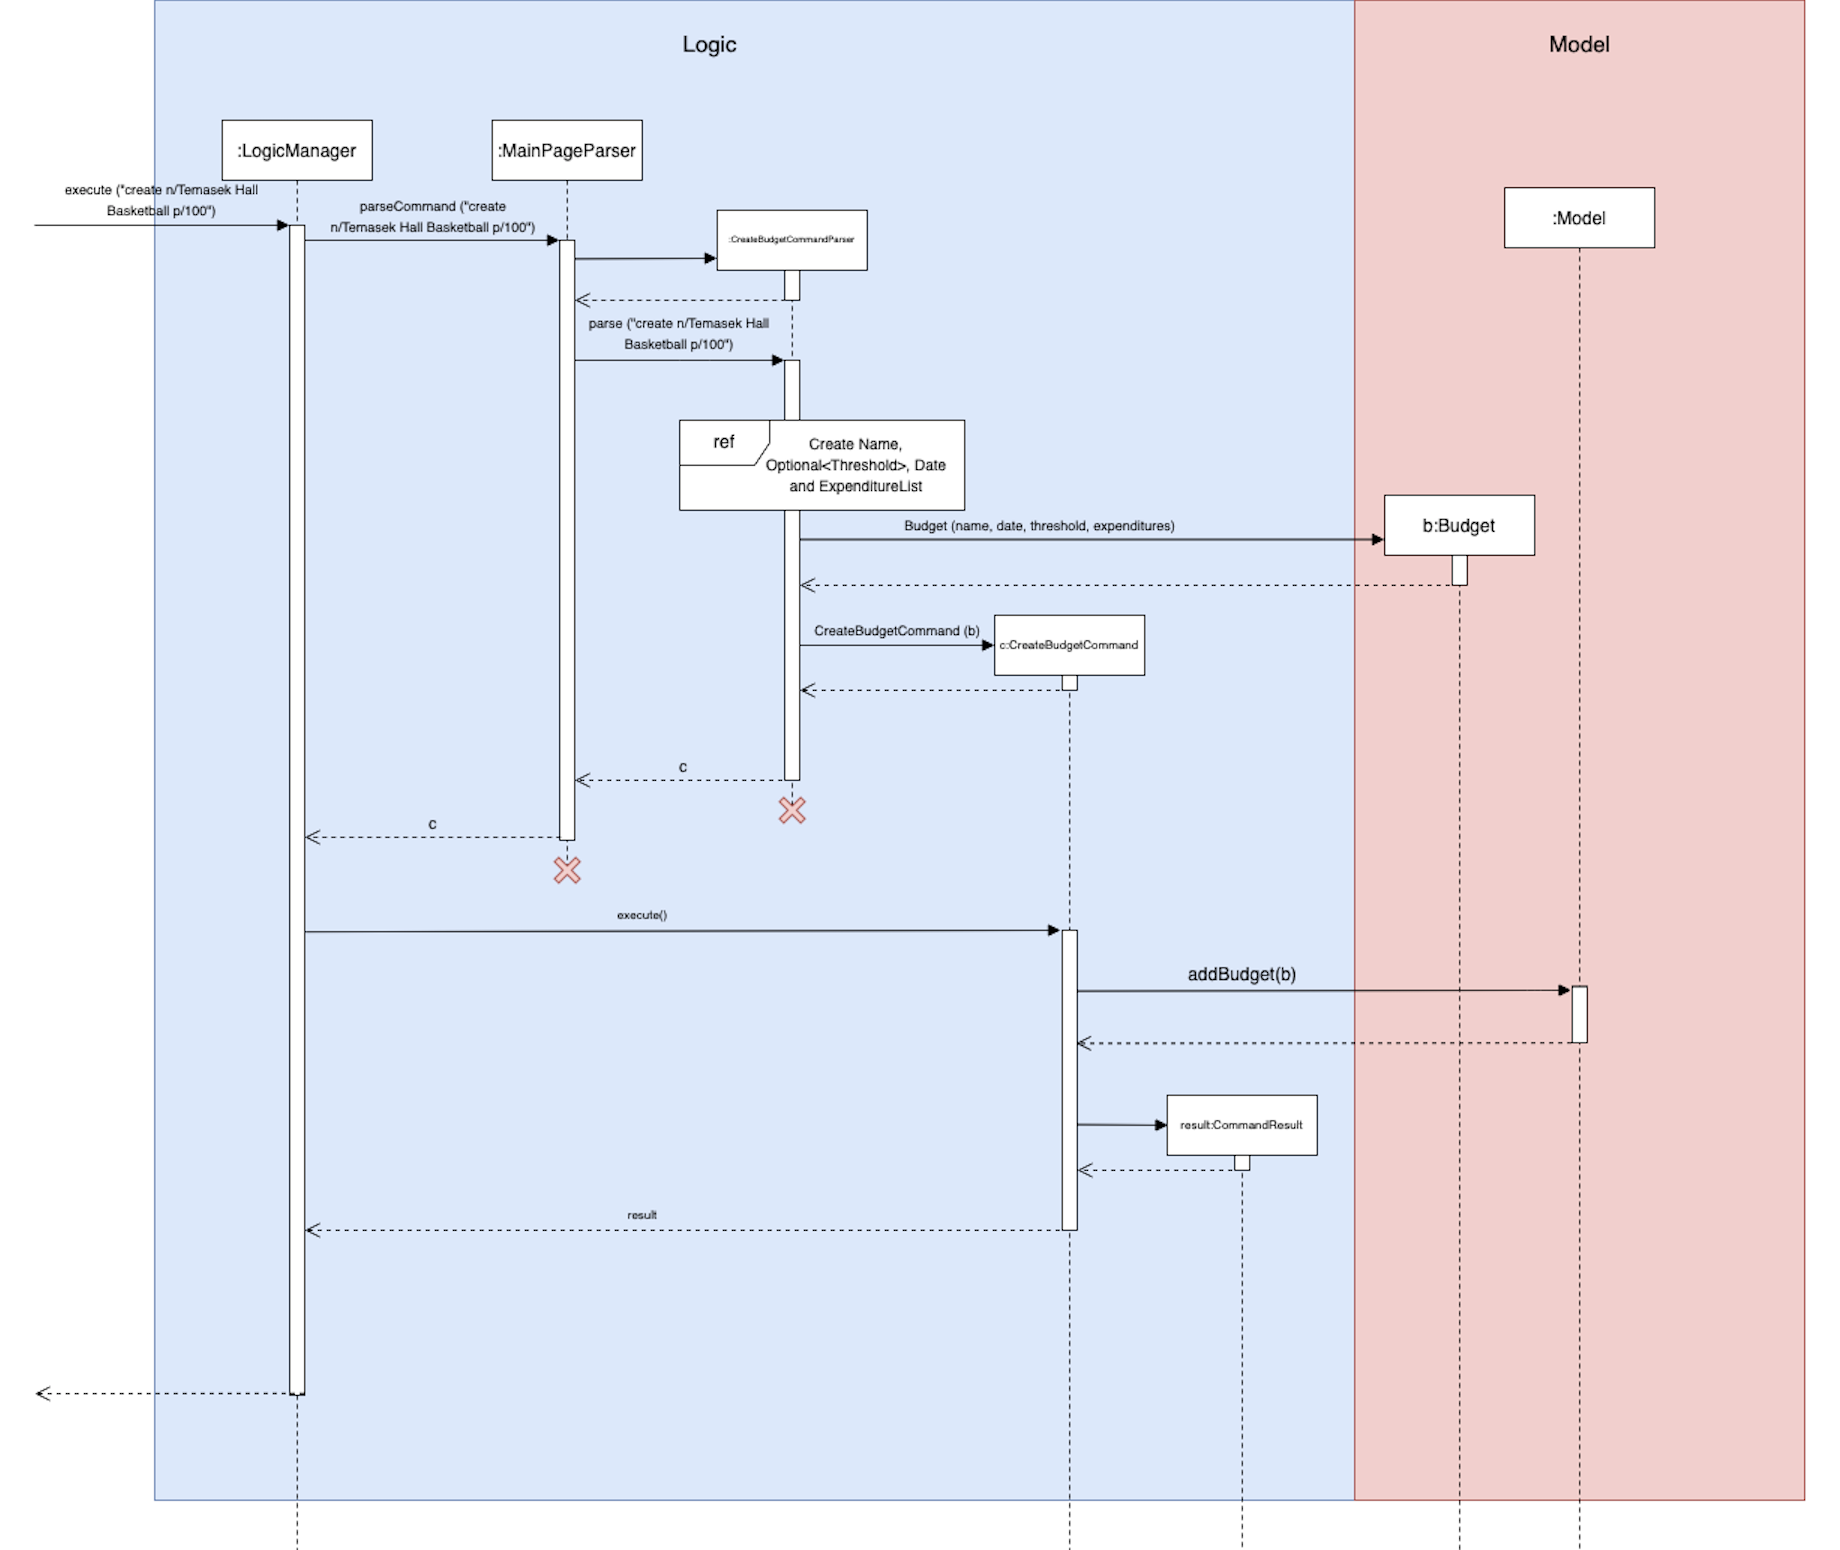 Logic
Model
:LogicManager
:MainPageParser
execute ("create n/Temasek Hall
Basketball p/100")
parseCommand ("create
n/Temasek Hall Basketball p/100")
:CreateBudgetCommandParser
:Model
parse ("create n/Temasek Hall
Basketball p/100")
ref
Create Name,
Optional<Threshold>, Date
and ExpenditureList
Budget (name, date, threshold, expenditures)
b:Budget
CreateBudgetCommand (b)
c:CreateBudgetCommand
c
c
execute()
addBudget(b)
result:CommandResult
result